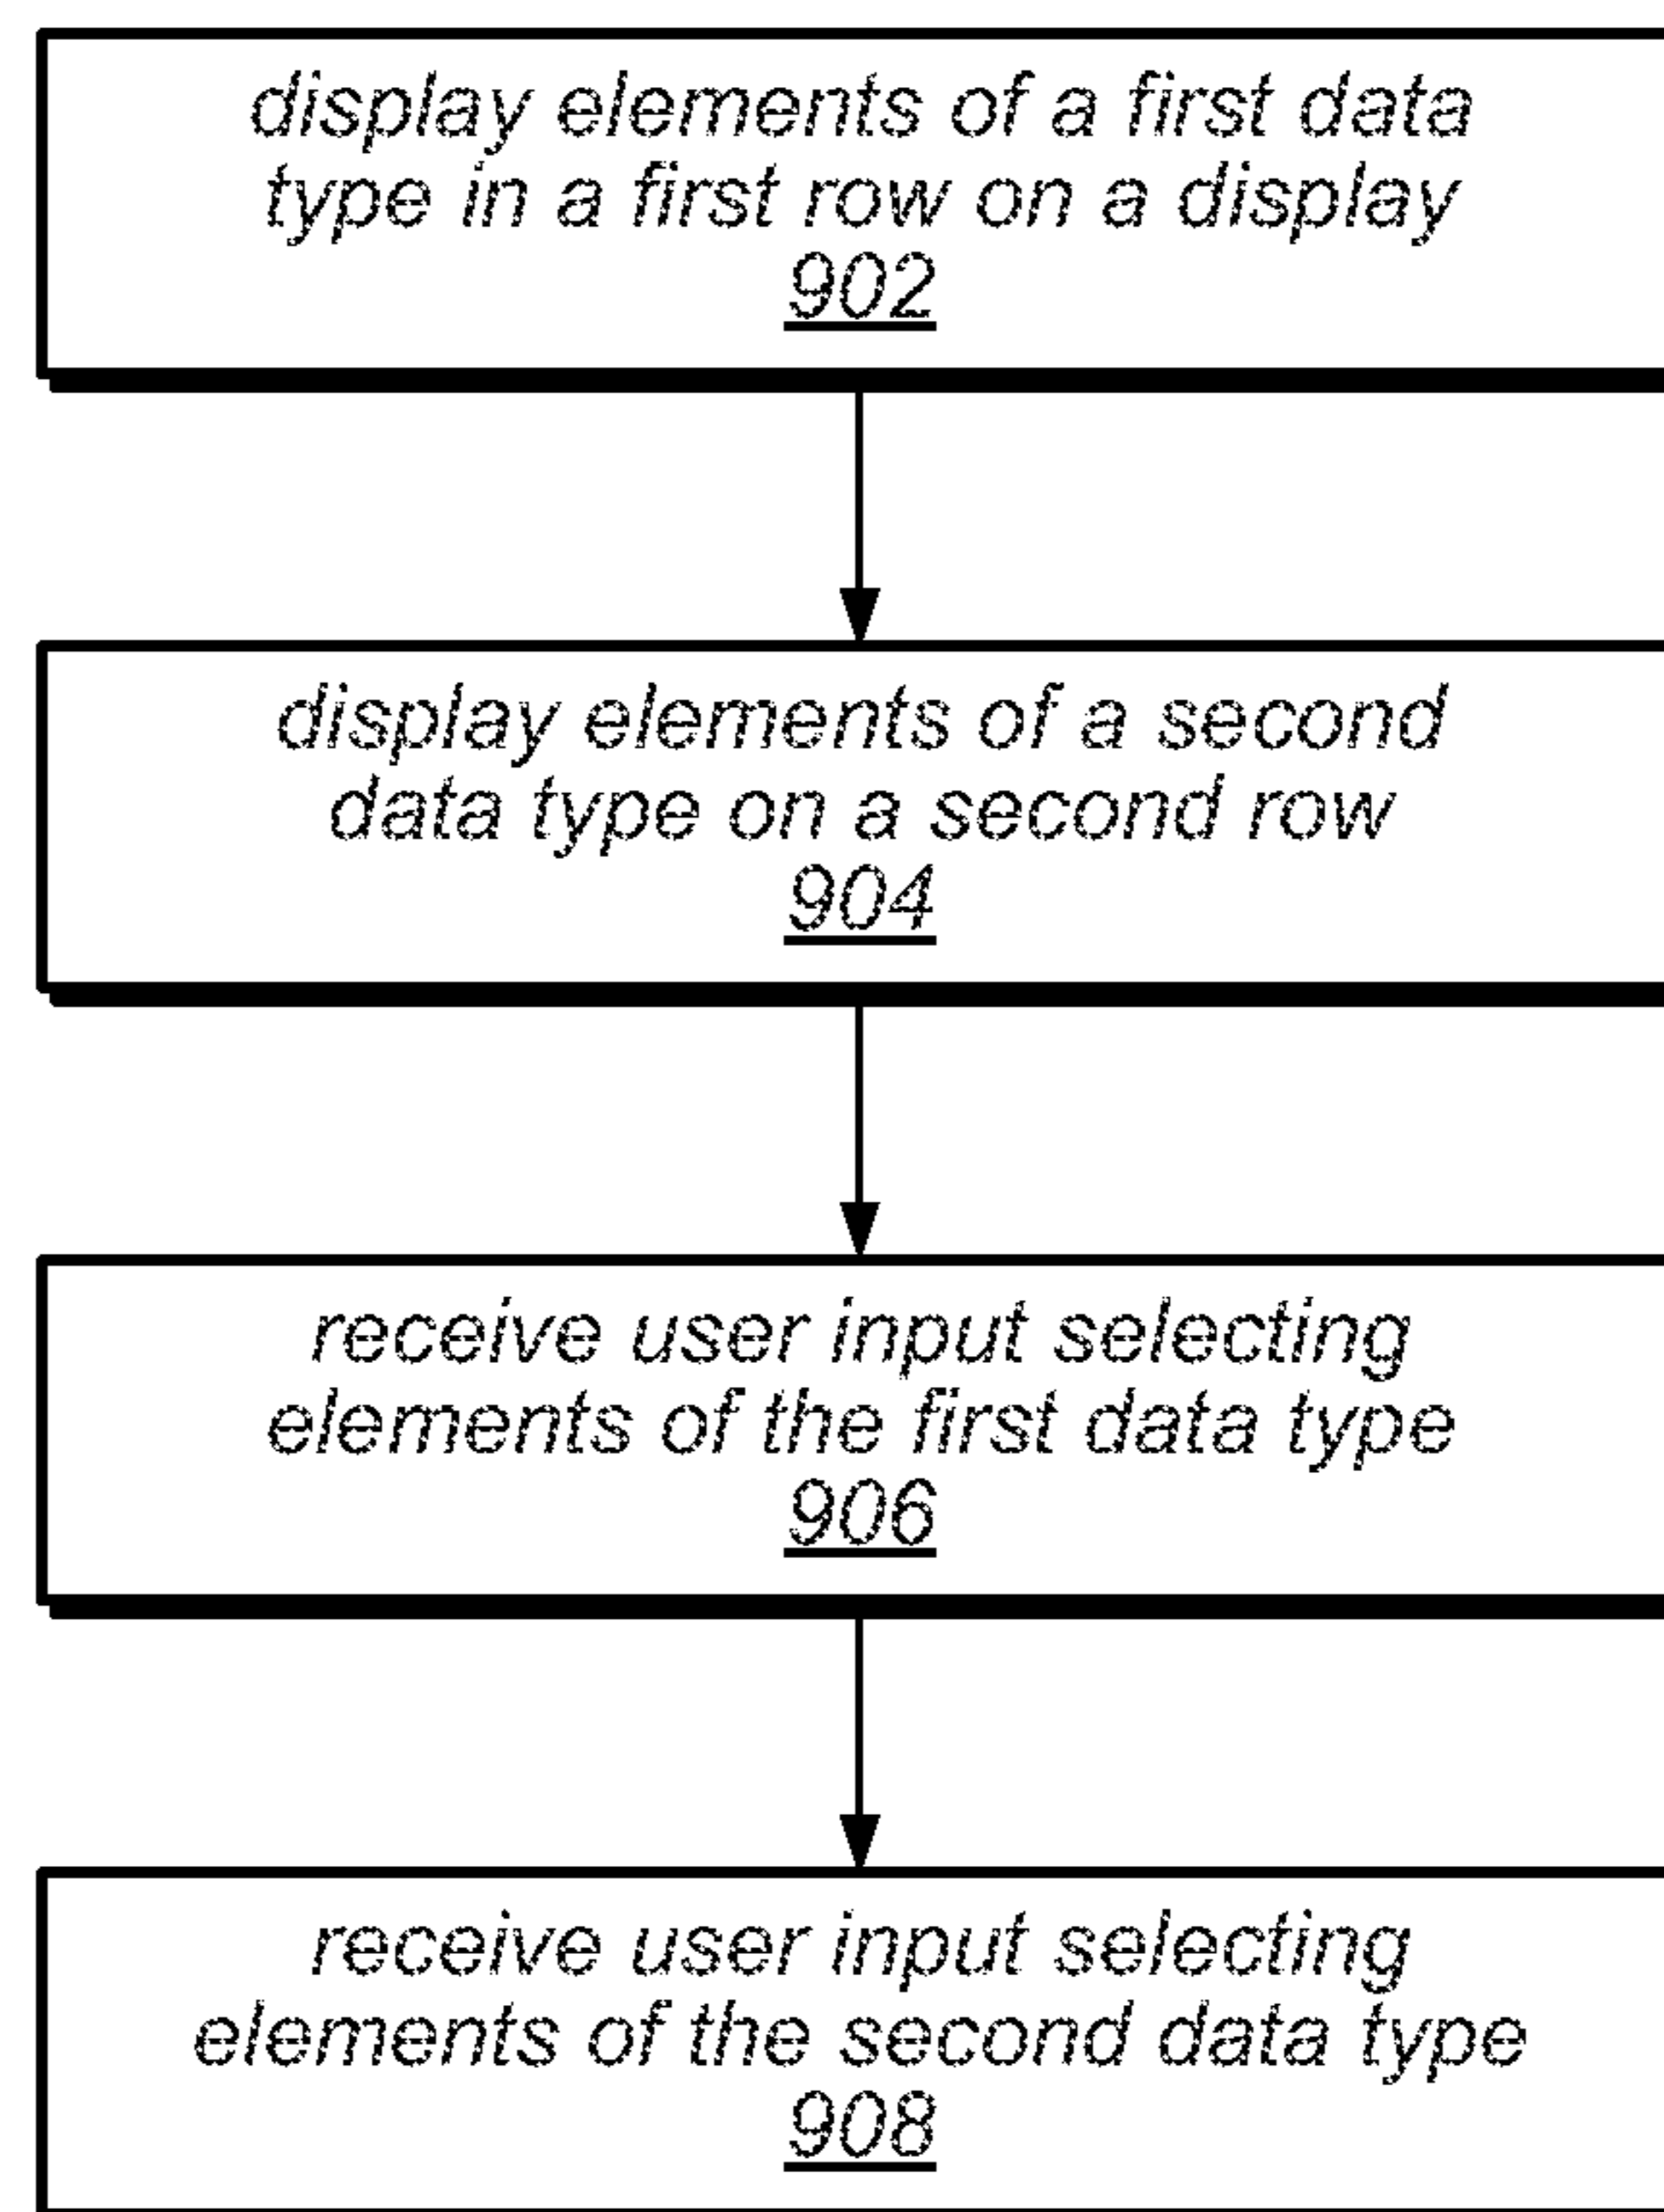 display elements of a first data
type in a first row on a display
902
display elements of a second
data type on a second row
904
receive user input selecting
elements of the first data type
906
receive user input selecting
elements of the second data type
908